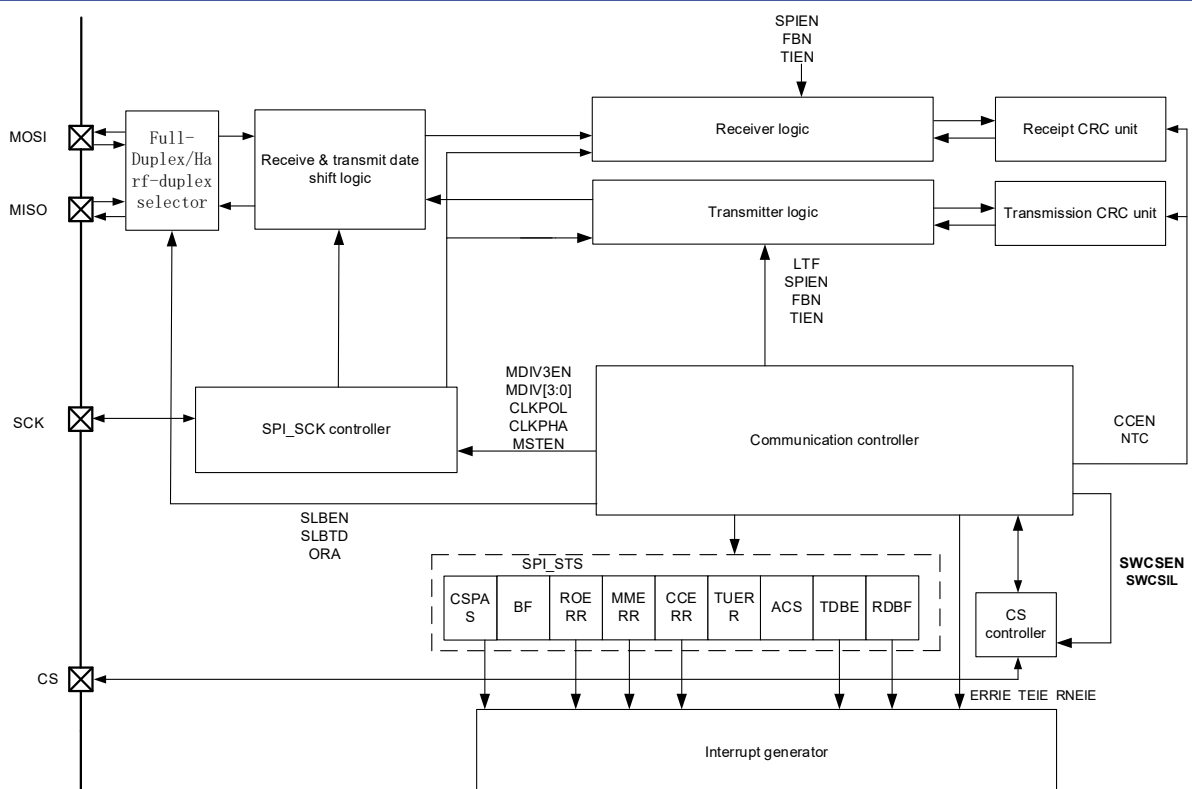 SPIEN
FBN
TIEN
MOSI
Full-
Duplex/Ha
rf-duplex
selector
Receive & transmit date
shift logic
Receiver logic
Receipt CRC unit
MISO
Transmitter logic
Transmission CRC unit
LTF
SPIEN
FBN
TIEN
MDIV3EN
MDIV[3:0]
CLKPOL
CLKPHA
MSTEN
SCK
SPI_SCK controller
Communication controller
CCEN
NTC
SLBEN
SLBTD
ORA
SWCSEN
SWCSIL
SPI_STS
CSPA
S
BF
ROE
RR
MME
RR
CCE
RR
TUER
R
ACS
TDBE
RDBF
CS
controller
CS
ERRIE TEIE RNEIE
Interrupt generator